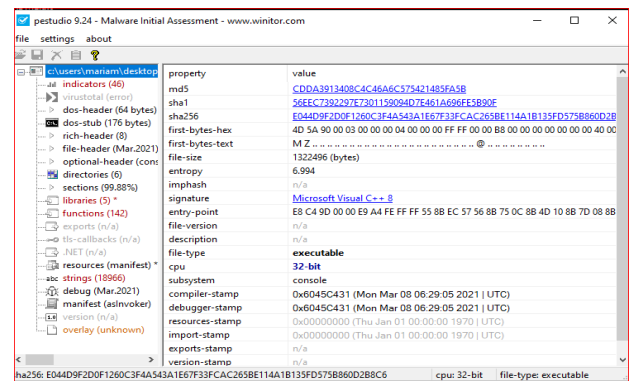 pestudio 9.24 - Malware Initial Assessment - www.winitor.com
file settings about
c:\users\mariam\desktop
indicators (46)
virustotal (error)
dos-header (64 bytes)
dos-stub (176 bytes)
rich-header (8)
file-header (Mar.2021)
optional-header (cons
directories (6)
sections (99.88%)
libraries (5) *
functions (142)
exports (n/a)
tls-callbacks (n/a)
.NET (n/a)
resources (manifest) *
abc strings (18966)
debug (Mar.2021)
manifest (asInvoker)
1.0 version (n/a)
overlay (unknown)
property value
md5 CDDA3913408C4C46A6C575421485FA5B
sha1 56EEC7392297E7301159094D7E461A696FE5B90F
sha256 E044D9F2D0F1260C3F4A543A1E67F33FCAC265BE114A1B135FD575B860D2B
first-bytes-hex 4D 5A 90 00 03 00 00 00 04 00 00 00 FF FF 00 00 B8 00 00 00 00 00 00 00 40 00
first-bytes-text M Z .. .. .. .. .. .. .. .. .. .. .. .. .. .. .. .. .. .. .. .. @ .. .. .. .. .. .. ..
file-size 1322496 (bytes)
entropy 6.994
imphash n/a
signature Microsoft Visual C++ 8
entry-point E8 C4 9D 00 00 E9 A4 FE FF FF 55 8B EC 57 56 8B 75 0C 8B 4D 10 8B 7D 08 8B
file-version n/a
description n/a
file-type executable
cpu 32-bit
subsystem console
compiler-stamp 0x6045C431 (Mon Mar 08 06:29:05 2021 | UTC)
debugger-stamp 0x6045C431 (Mon Mar 08 06:29:05 2021 | UTC)
resources-stamp 0x00000000 (Thu Jan 01 00:00:00 1970 | UTC)
import-stamp 0x00000000 (Thu Jan 01 00:00:00 1970 | UTC)
exports-stamp n/a
version-stamp n/a
ha256: E044D9F2D0F1260C3F4A543A1E67F33FCAC265BE114A1B135FD575B860D2B8C6 cpu: 32-bit file-type: executable